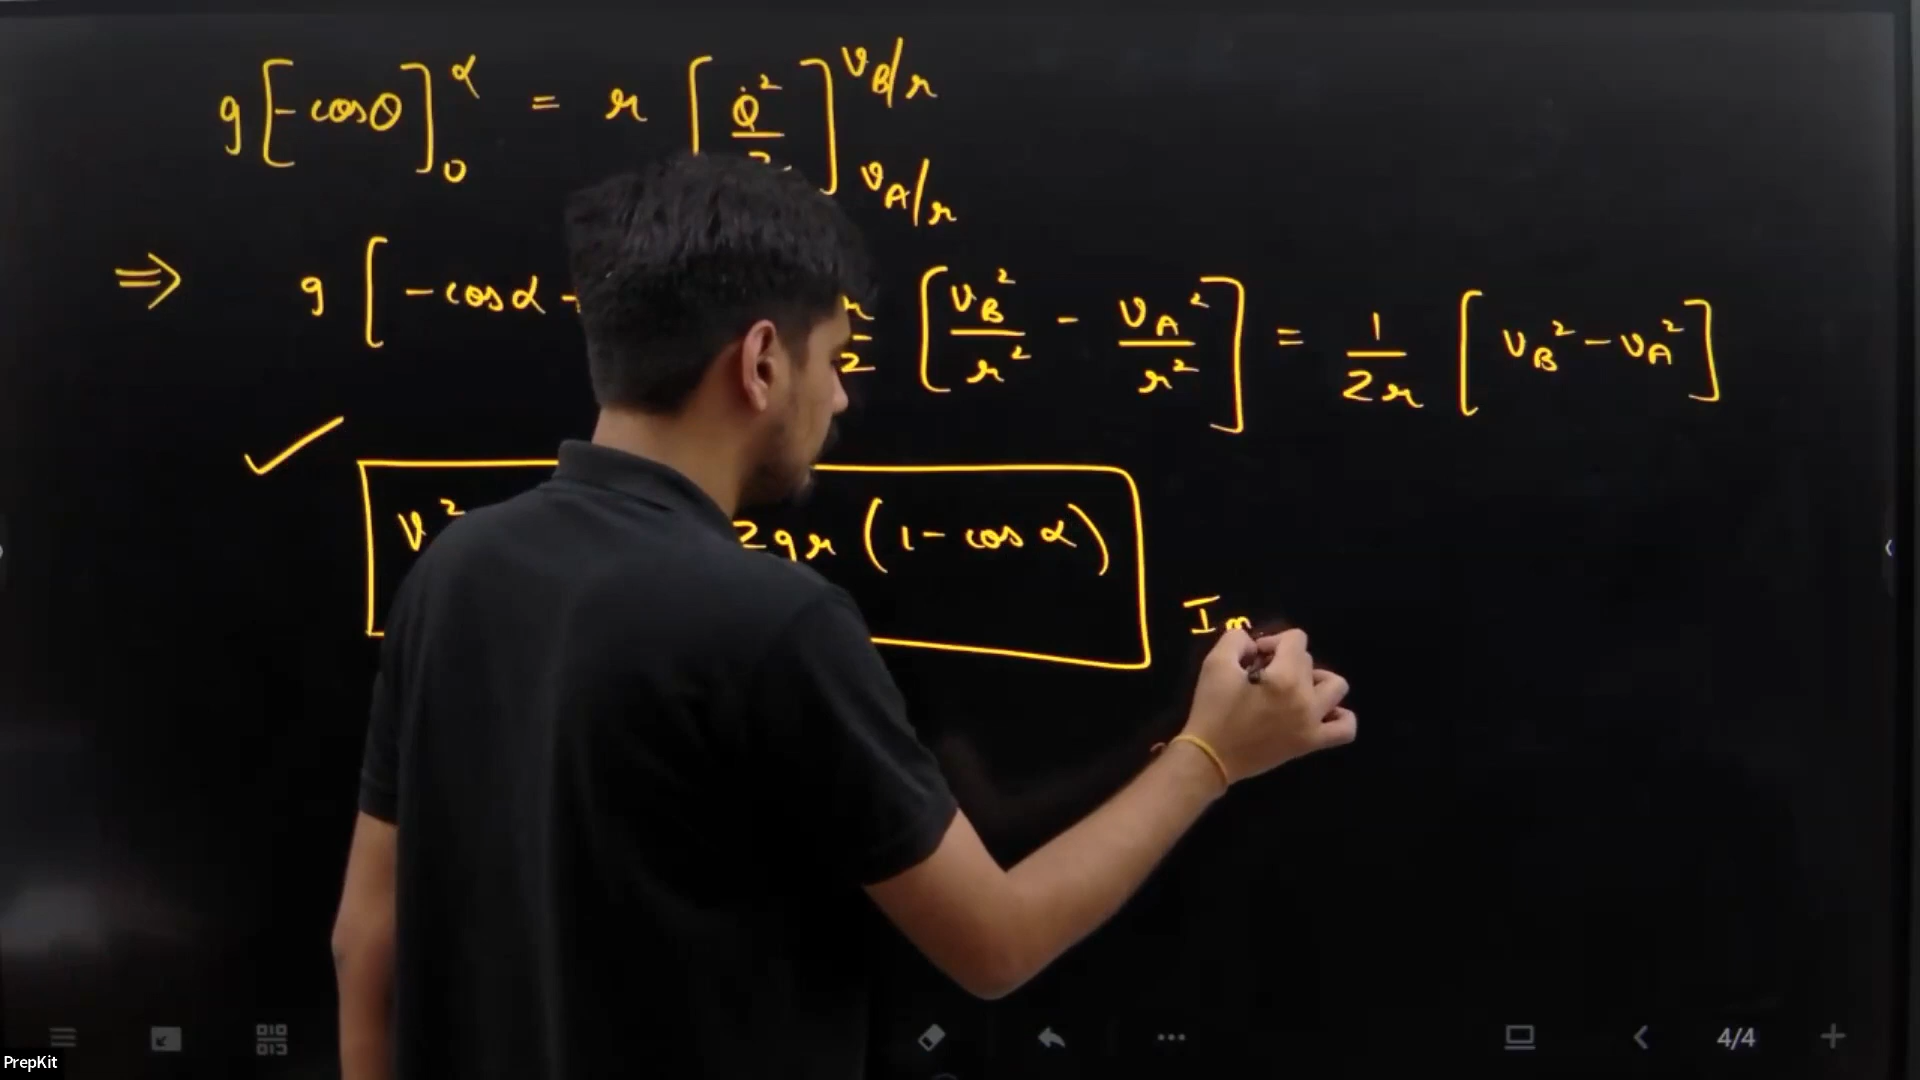 g[-cosθ]₀^α = r[θ̇²/2]_{v_A/r}^{v_B/r}
⇒ g[-cosα - /2 [v_B²/r² - v_A²/r²] = 1/2r [v_B² - v_A²]
✓ v² 2gr (1 - cos α)
Im
4/4
PrepKit